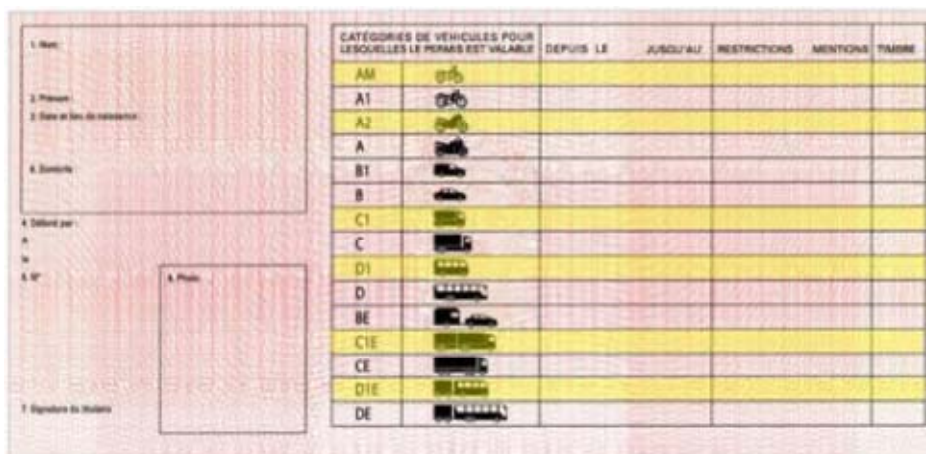 1. Nom :
2. Prénom :
3. Date et lieu de naissance :
4. Domicile
4. Délivré par :
A
le
5. N°
6. Photo
7. Signature du titulaire
CATÉGORIES DE VÉHICULES POUR
LESQUELLES LE PERMIS EST VALABLE
DEPUIS LE
JUSQU'AU
RESTRICTIONS
MENTIONS
TIMBRE
AM
A1
A2
A
B1
B
C1
C
D1
D
BE
C1E
CE
D1E
DE